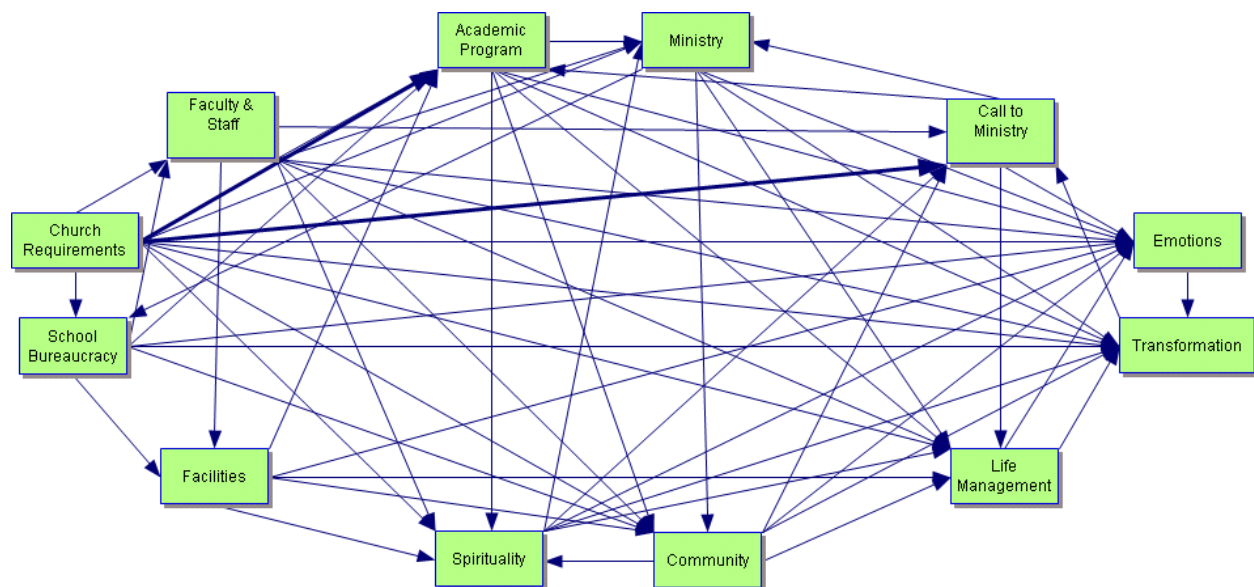 Academic
Program
Ministry
Faculty &
Staff
Call to
Ministry
Church
Requirements
Emotions
School
Bureaucracy
Transformation
Facilities
Life
Management
Spirituality
Community